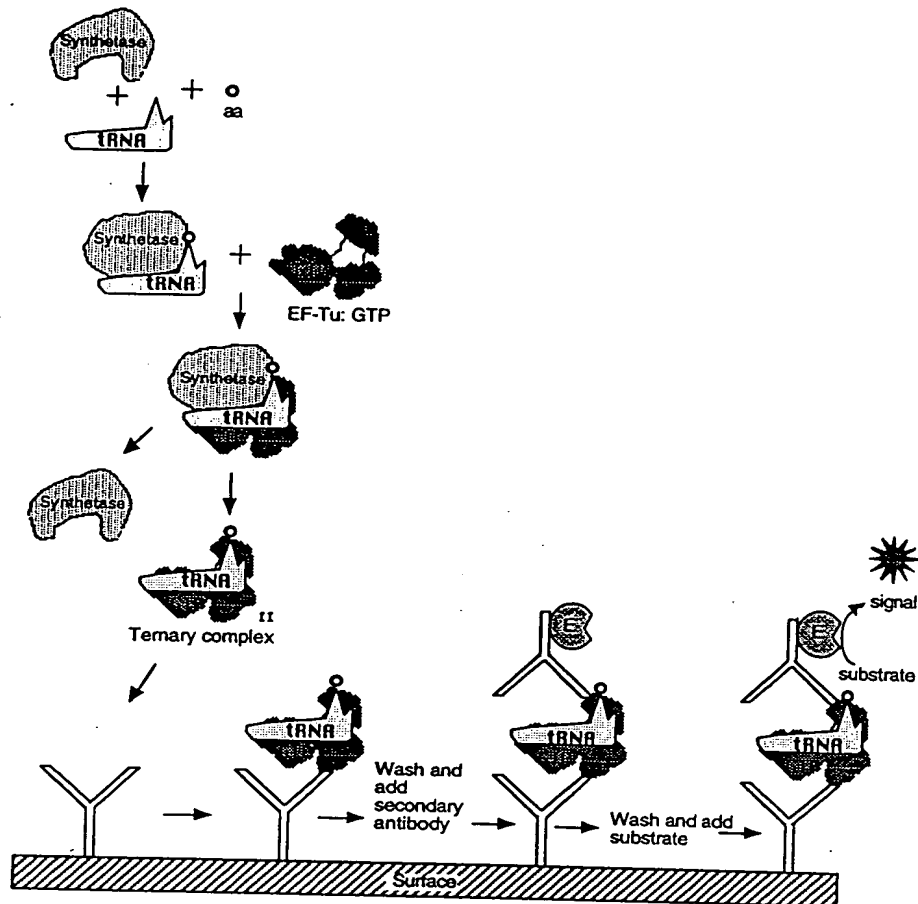 Synthetase
+
+
aa
tRNA
Synthetase
tRNA
+
EF-Tu: GTP
Synthetase
tRNA
Synthetase
tRNA
II
Ternary complex
tRNA
Wash and
add
secondary
antibody
E
tRNA
Wash and add
substrate
E
signal
substrate
tRNA
Surface